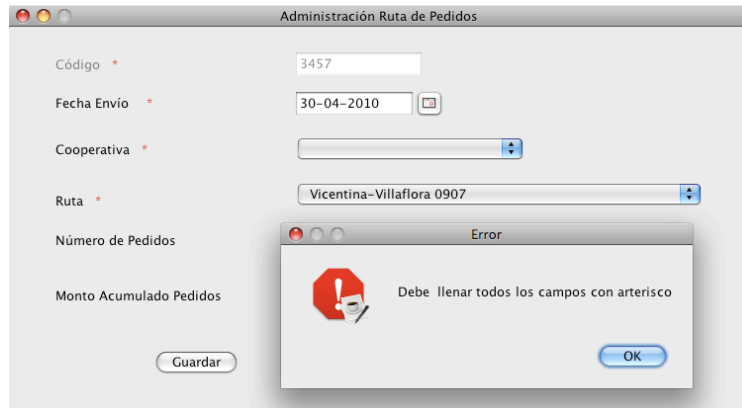 Administración Ruta de Pedidos
Código *
3457
Fecha Envío *
30-04-2010
Cooperativa *
Ruta *
Vicentina-Villaflora 0907
Número de Pedidos
Error
Debe llenar todos los campos con arterisco
Monto Acumulado Pedidos
OK
Guardar